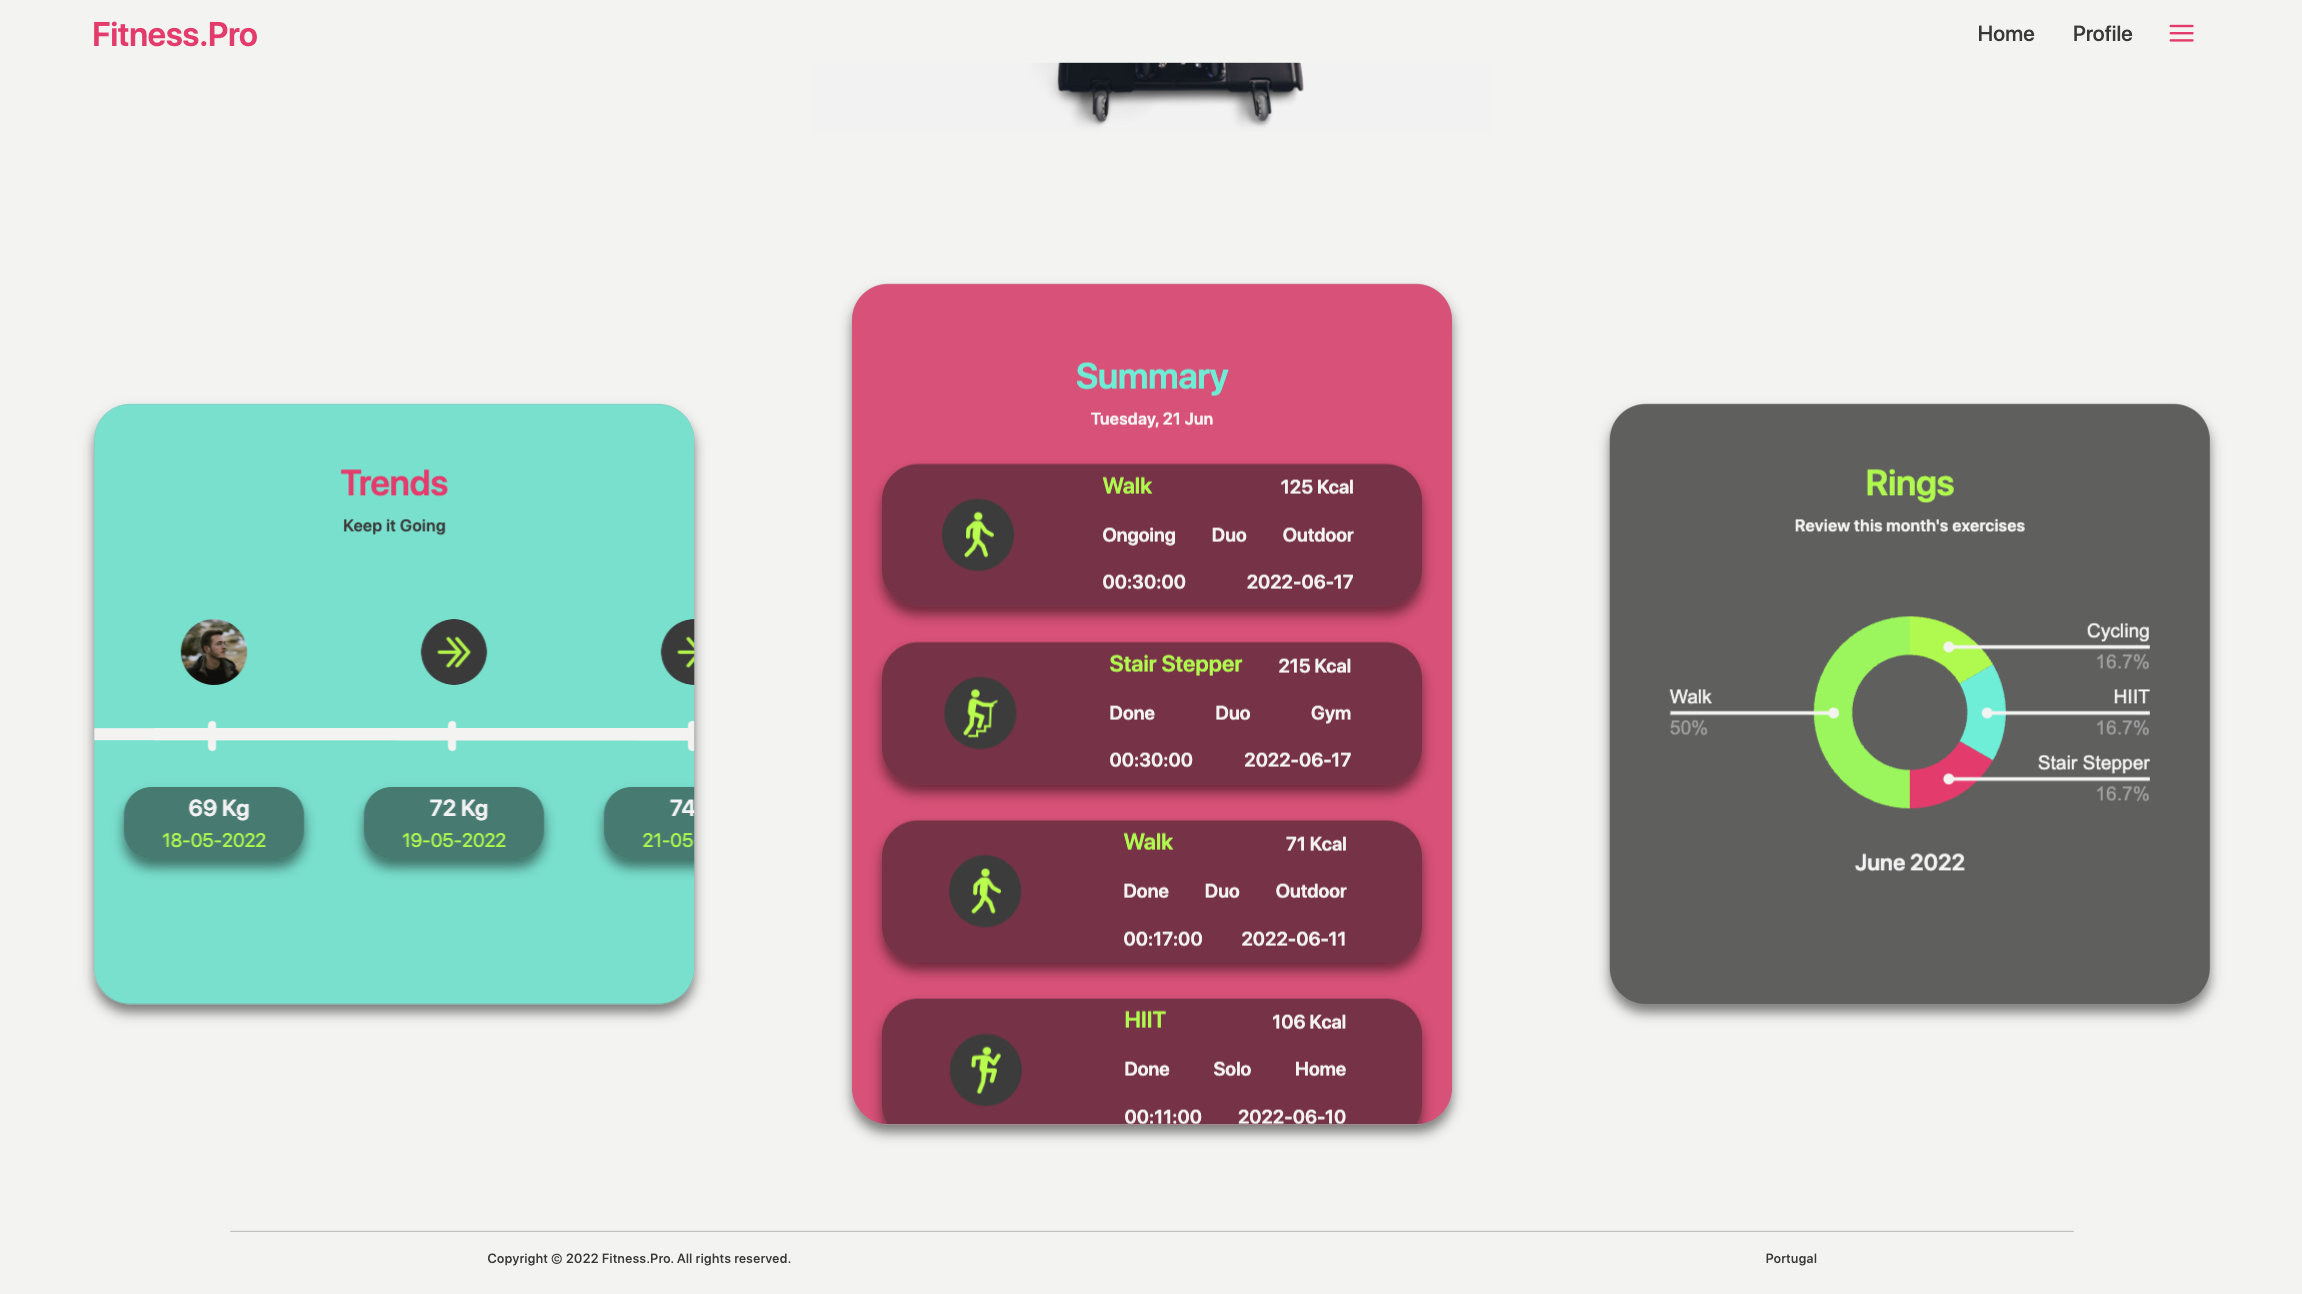 Fitness.Pro
Home
Profile
Trends
Keep it Going
69 Kg
18-05-2022
72 Kg
19-05-2022
74
21-05-
Summary
Tuesday, 21 Jun
Walk 125 Kcal
Ongoing Duo Outdoor
00:30:00 2022-06-17
Stair Stepper 215 Kcal
Done Duo Gym
00:30:00 2022-06-17
Walk 71 Kcal
Done Duo Outdoor
00:17:00 2022-06-11
HIIT 106 Kcal
Done Solo Home
00:11:00 2022-06-10
Rings
Review this month's exercises
Cycling
16.7%
Walk
50%
HIIT
16.7%
Stair Stepper
16.7%
June 2022
Copyright © 2022 Fitness.Pro. All rights reserved.
Portugal